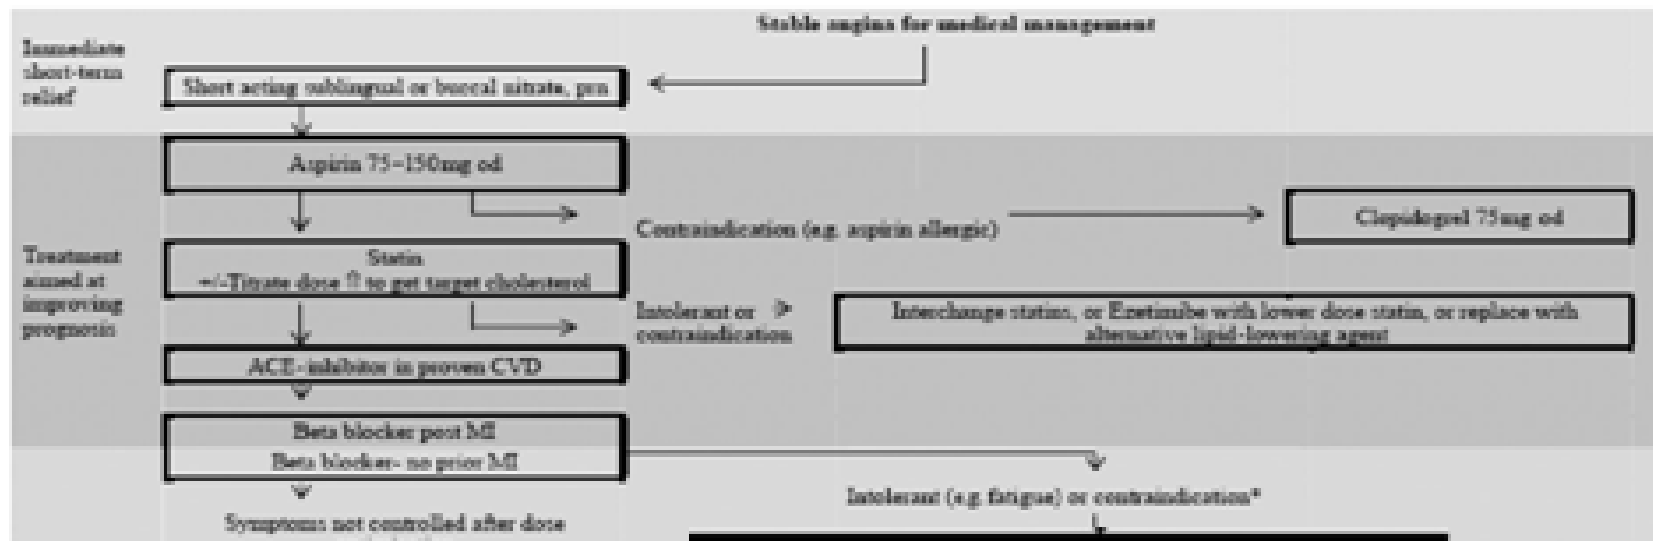 Stable angina for medical management
Immediate
short-term
relief
Short acting sublingual or buccal nitrate, prn
Aspirin 75-150mg od
Contraindication (e.g. aspirin allergic)
Clopidogrel 75mg od
Treatment
aimed at
improving
prognosis
Statin
+/-Titrate dose ⇑ to get target cholesterol
Intolerant or
contraindication
Interchange statins, or Ezetimibe with lower dose statin, or replace with
alternative lipid-lowering agent
ACE-inhibitor in proven CVD
Beta blocker post MI
Beta blocker- no prior MI
Intolerant (e.g. fatigue) or contraindication*
Symptoms not controlled after dose